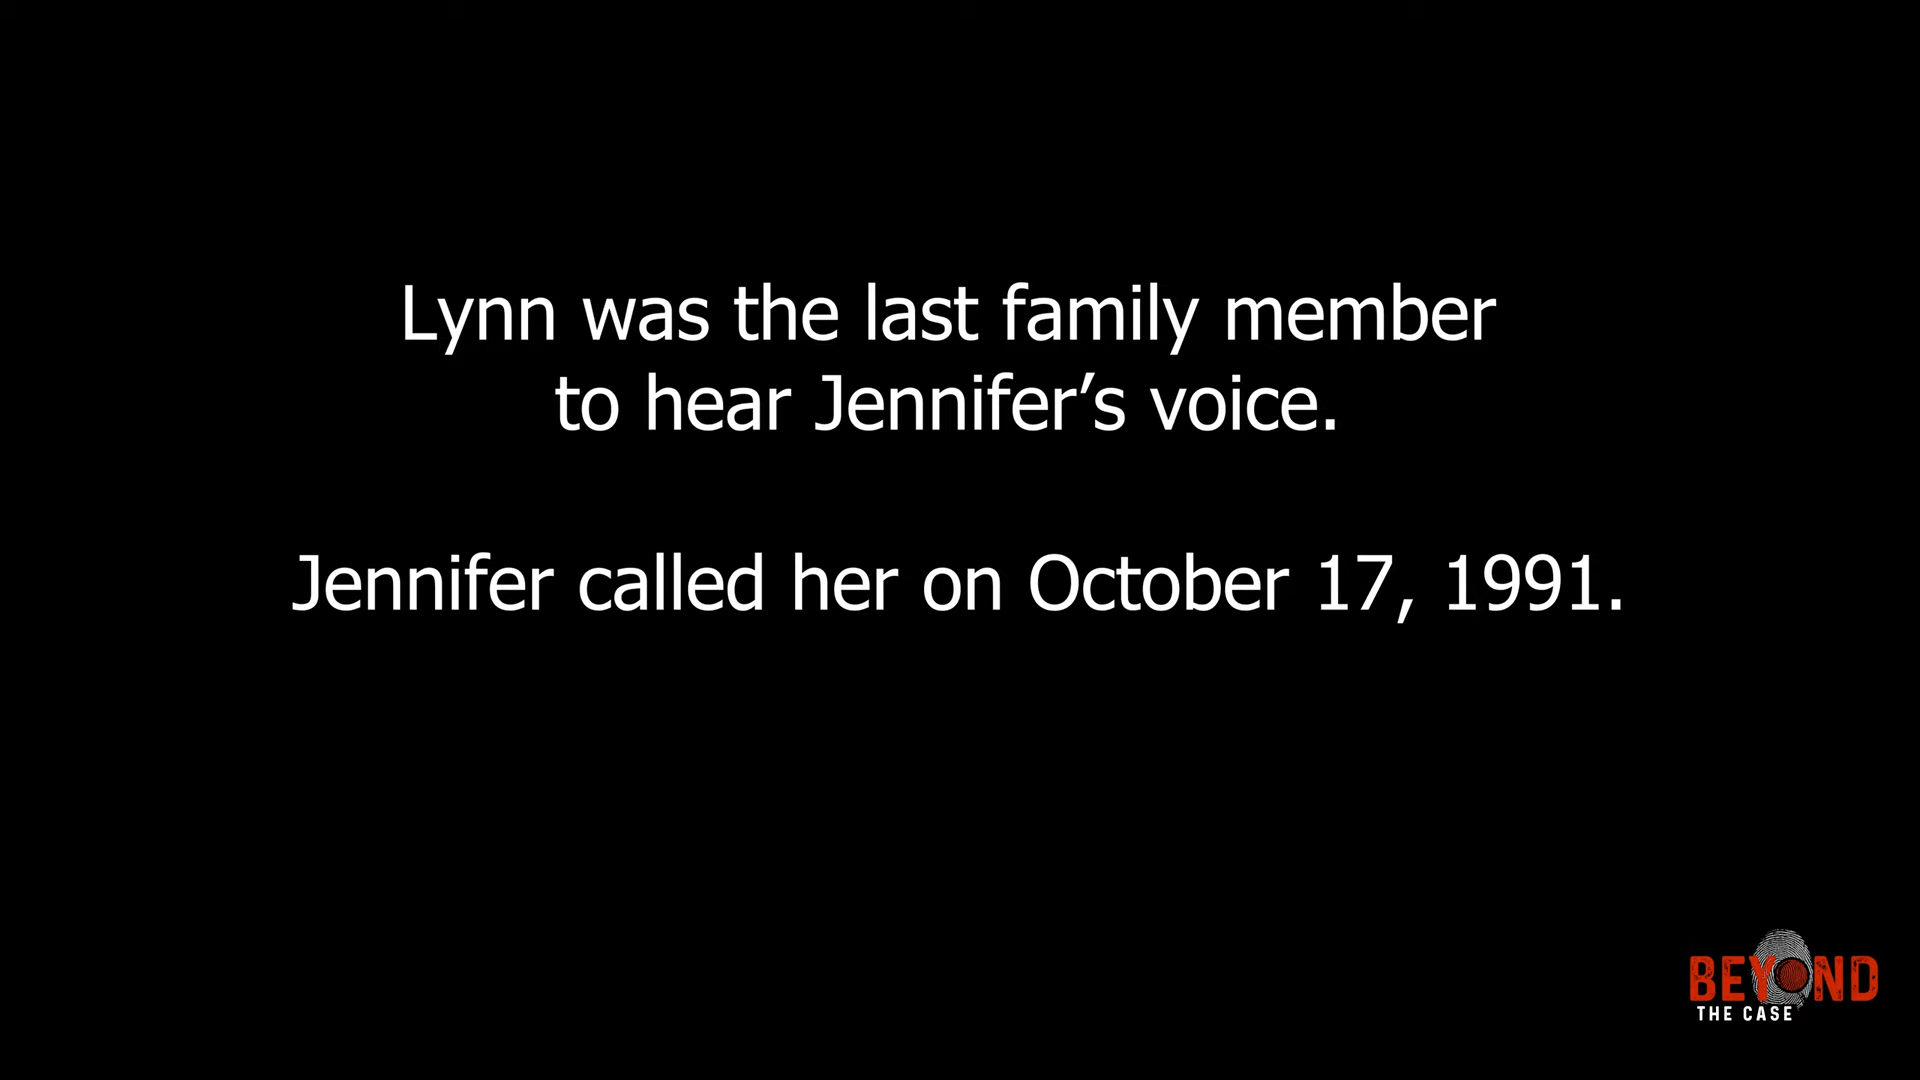 Lynn was the last family member
to hear Jennifer’s voice.
Jennifer called her on October 17, 1991.
BEYOND
THE CASE